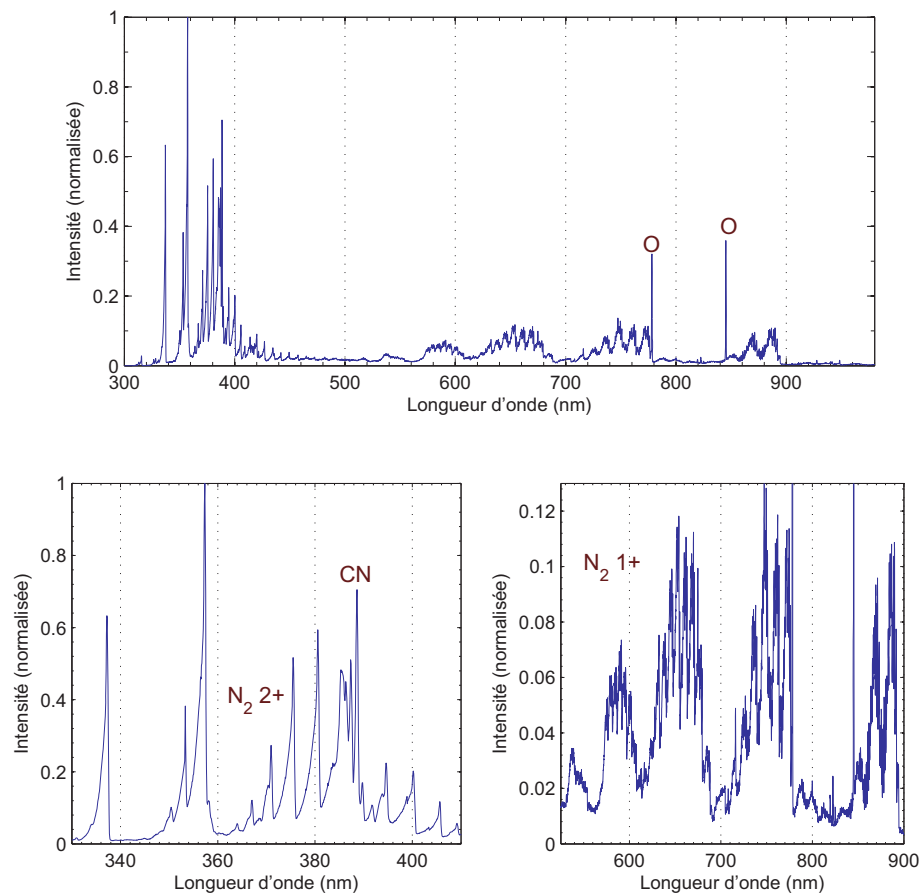 1
0.8
0.6
0.4
0.2
0
Intensité (normalisée)
O
O
300 400 500 600 700 800 900
Longueur d'onde (nm)
1
0.8
0.6
0.4
0.2
0
Intensité (normalisée)
CN
N2 2+
340 360 380 400
Longueur d'onde (nm)
0.12
0.1
0.08
0.06
0.04
0.02
0
Intensité (normalisée)
N2 1+
600 700 800 900
Longueur d'onde (nm)